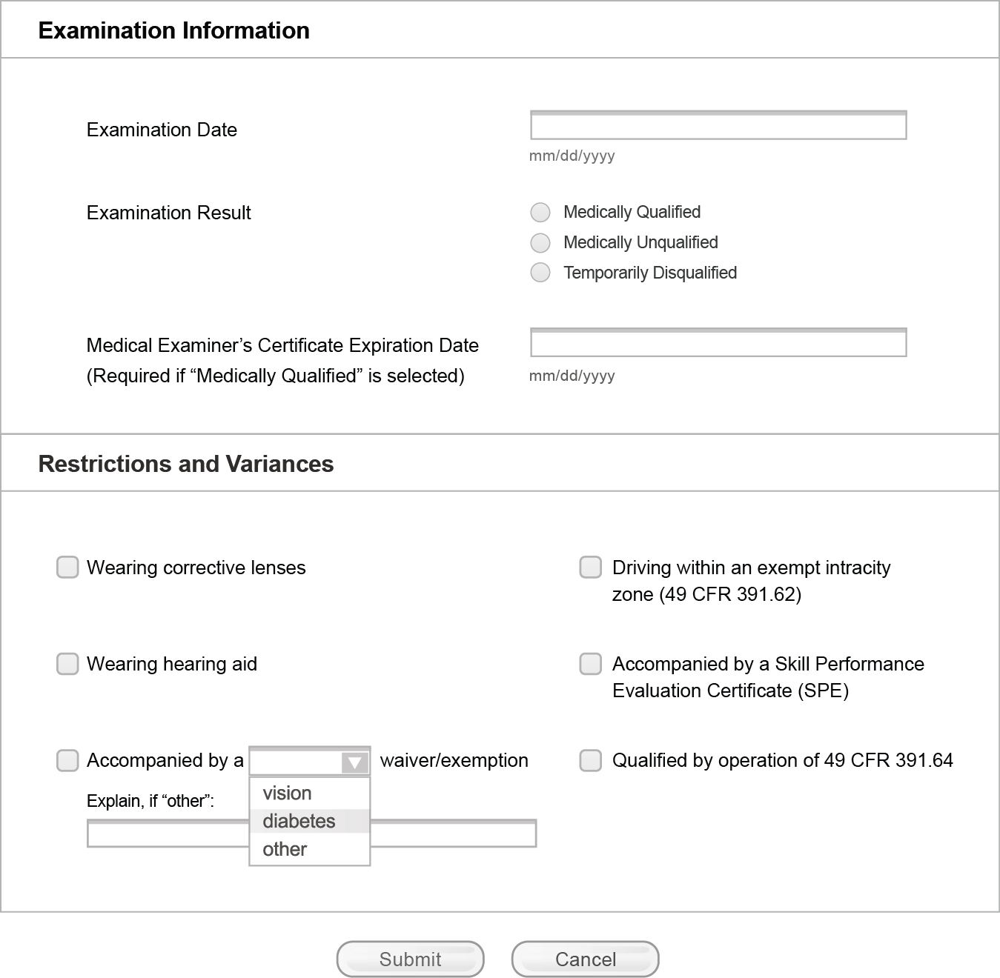 Examination Information
Examination Date
mm/dd/yyyy
Examination Result
Medically Qualified
Medically Unqualified
Temporarily Disqualified
Medical Examiner’s Certificate Expiration Date
(Required if “Medically Qualified” is selected)
mm/dd/yyyy
Restrictions and Variances
Wearing corrective lenses
Driving within an exempt intracity
zone (49 CFR 391.62)
Wearing hearing aid
Accompanied by a Skill Performance
Evaluation Certificate (SPE)
Accompanied by a waiver/exemption
vision
diabetes
other
Explain, if “other”:
Qualified by operation of 49 CFR 391.64
Submit
Cancel